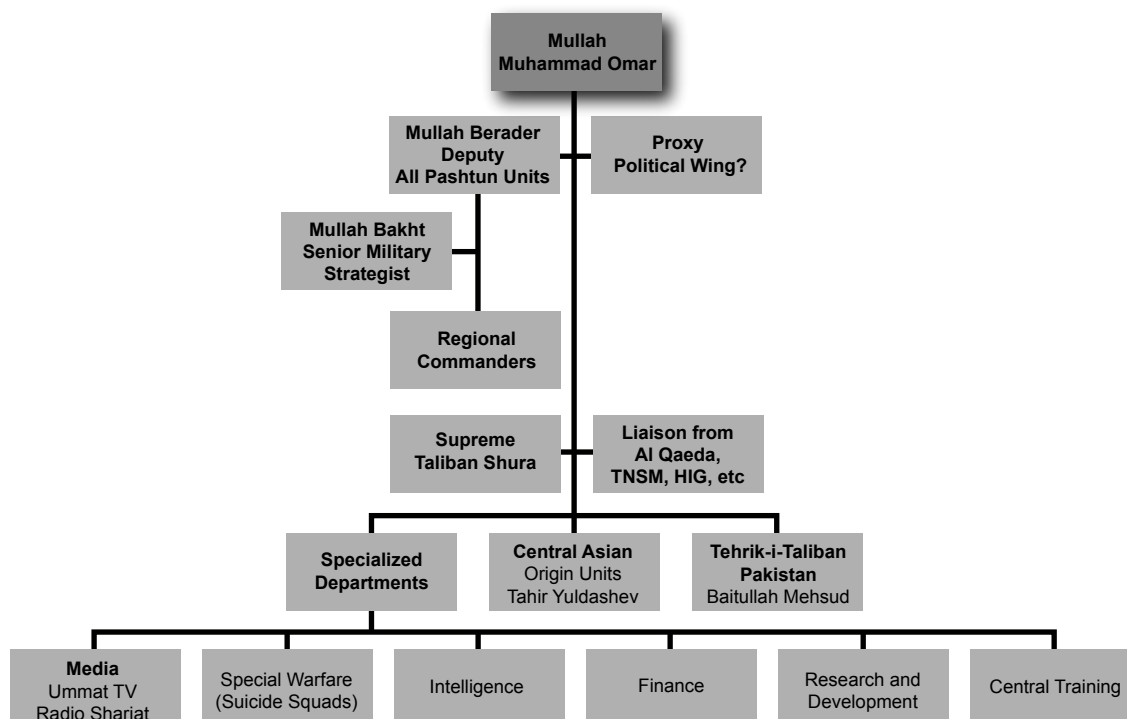 Mullah
Muhammad Omar
Mullah Berader
Deputy
All Pashtun Units
Proxy
Political Wing?
Mullah Bakht
Senior Military
Strategist
Regional
Commanders
Supreme
Taliban Shura
Liaison from
Al Qaeda,
TNSM, HIG, etc
Specialized
Departments
Central Asian
Origin Units
Tahir Yuldashev
Tehrik-i-Taliban
Pakistan
Baitullah Mehsud
Media
Ummat TV
Radio Shariat
Special Warfare
(Suicide Squads)
Intelligence
Finance
Research and
Development
Central Training